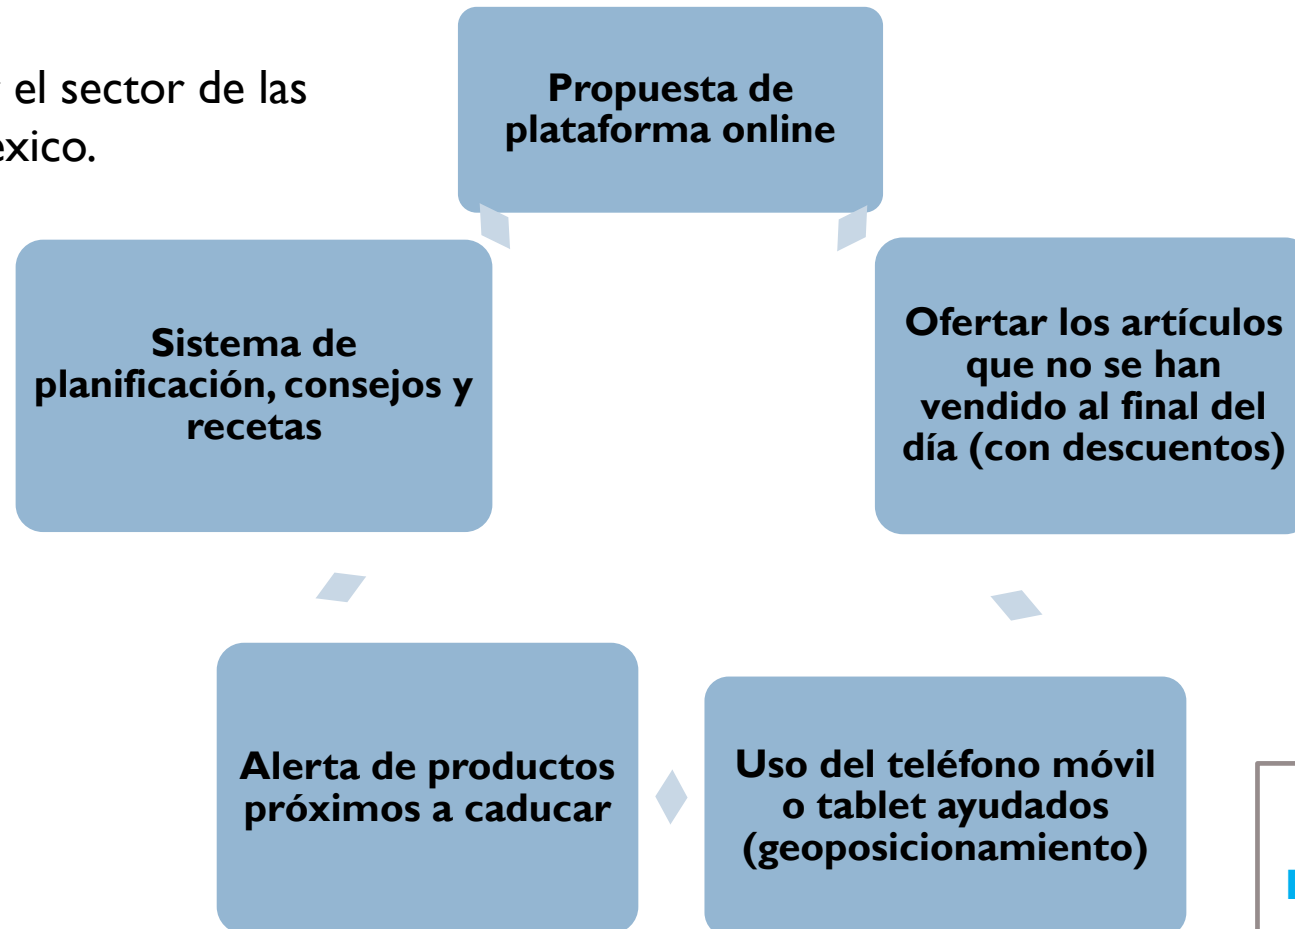 el sector de las
exico.
Propuesta de
plataforma online
Sistema de
planificación, consejos y
recetas
Ofertar los artículos
que no se han
vendido al final del
día (con descuentos)
Alerta de productos
próximos a caducar
Uso del teléfono móvil
o tablet ayudados
(geoposicionamiento)